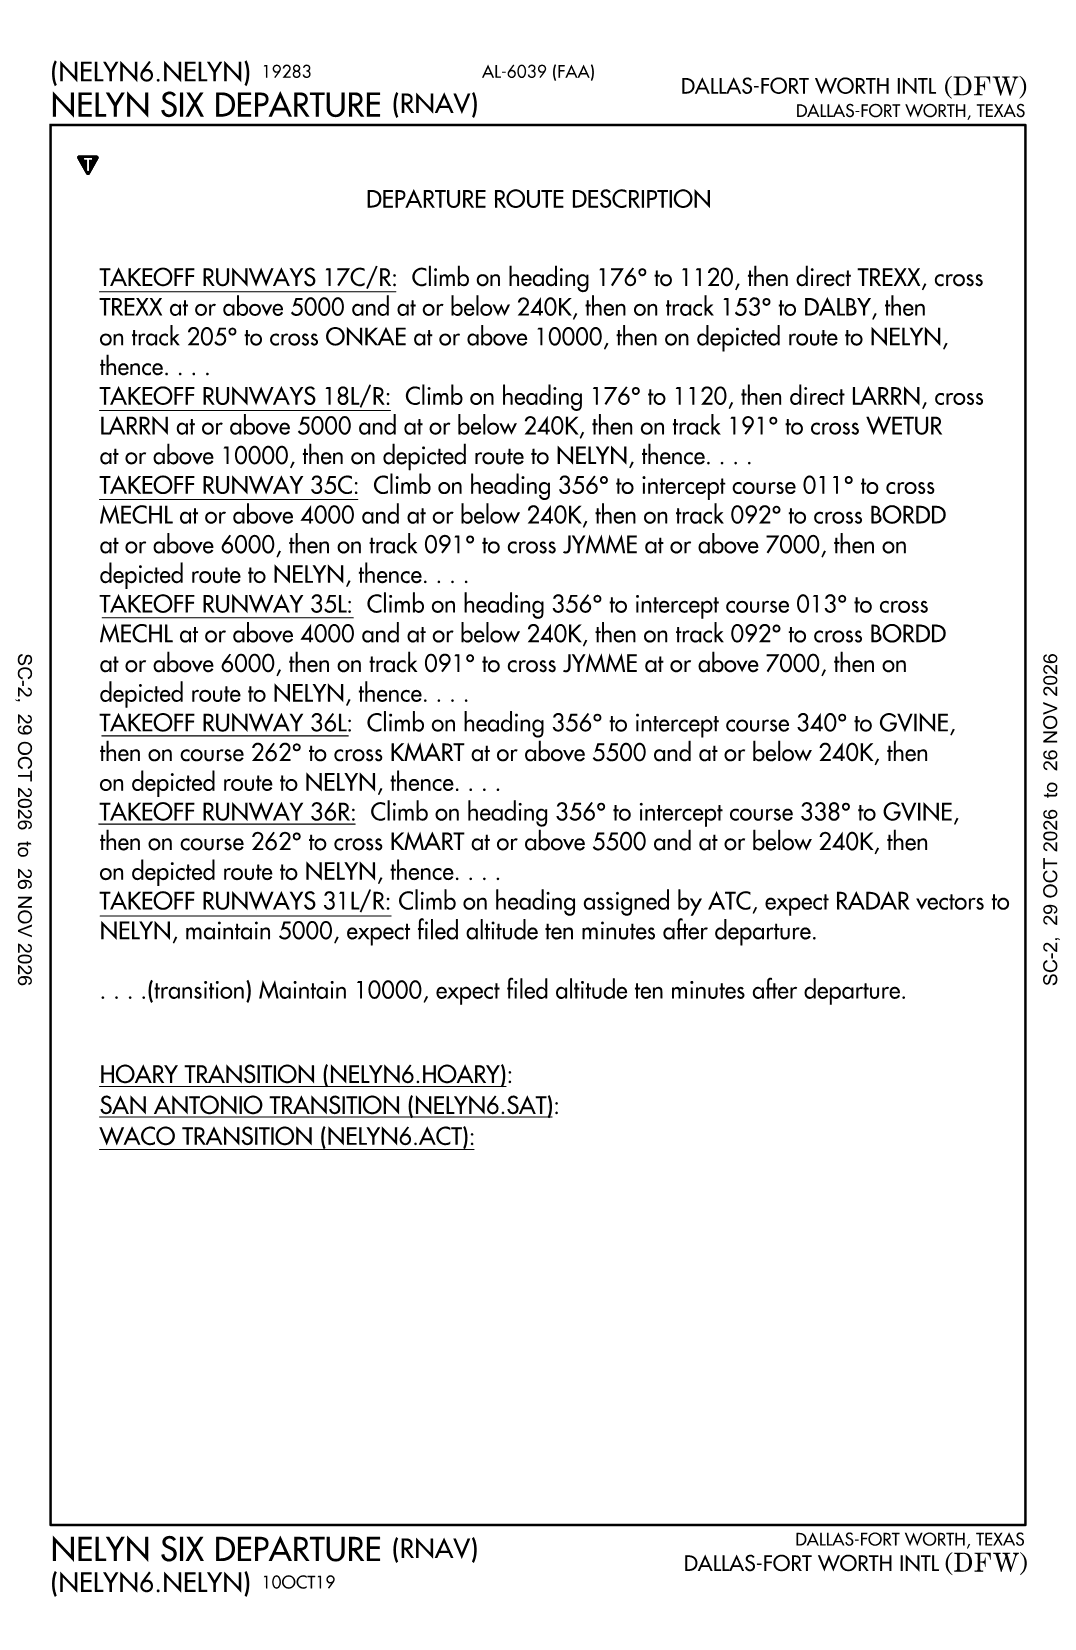 (NELYN6.NELYN) 19283
AL-6039 (FAA)
DALLAS-FORT WORTH INTL (DFW)
NELYN SIX DEPARTURE (RNAV)
DALLAS-FORT WORTH, TEXAS
T
DEPARTURE ROUTE DESCRIPTION
TAKEOFF RUNWAYS 17C/R: Climb on heading 176° to 1120, then direct TREXX, cross
TREXX at or above 5000 and at or below 240K, then on track 153° to DALBY, then
on track 205° to cross ONKAE at or above 10000, then on depicted route to NELYN,
thence. . . .
TAKEOFF RUNWAYS 18L/R: Climb on heading 176° to 1120, then direct LARRN, cross
LARRN at or above 5000 and at or below 240K, then on track 191° to cross WETUR
at or above 10000, then on depicted route to NELYN, thence. . . .
TAKEOFF RUNWAY 35C: Climb on heading 356° to intercept course 011° to cross
MECHL at or above 4000 and at or below 240K, then on track 092° to cross BORDD
at or above 6000, then on track 091° to cross JYMME at or above 7000, then on
depicted route to NELYN, thence. . . .
TAKEOFF RUNWAY 35L: Climb on heading 356° to intercept course 013° to cross
MECHL at or above 4000 and at or below 240K, then on track 092° to cross BORDD
at or above 6000, then on track 091° to cross JYMME at or above 7000, then on
depicted route to NELYN, thence. . . .
TAKEOFF RUNWAY 36L: Climb on heading 356° to intercept course 340° to GVINE,
then on course 262° to cross KMART at or above 5500 and at or below 240K, then
on depicted route to NELYN, thence. . . .
TAKEOFF RUNWAY 36R: Climb on heading 356° to intercept course 338° to GVINE,
then on course 262° to cross KMART at or above 5500 and at or below 240K, then
on depicted route to NELYN, thence. . . .
TAKEOFF RUNWAYS 31L/R: Climb on heading assigned by ATC, expect RADAR vectors to
NELYN, maintain 5000, expect filed altitude ten minutes after departure.
. . . .(transition) Maintain 10000, expect filed altitude ten minutes after departure.
HOARY TRANSITION (NELYN6.HOARY):
SAN ANTONIO TRANSITION (NELYN6.SAT):
WACO TRANSITION (NELYN6.ACT):
SC-2, 29 OCT 2026 to 26 NOV 2026
SC-2, 29 OCT 2026 to 26 NOV 2026
NELYN SIX DEPARTURE (RNAV)
DALLAS-FORT WORTH, TEXAS
DALLAS-FORT WORTH INTL (DFW)
(NELYN6.NELYN) 10OCT19